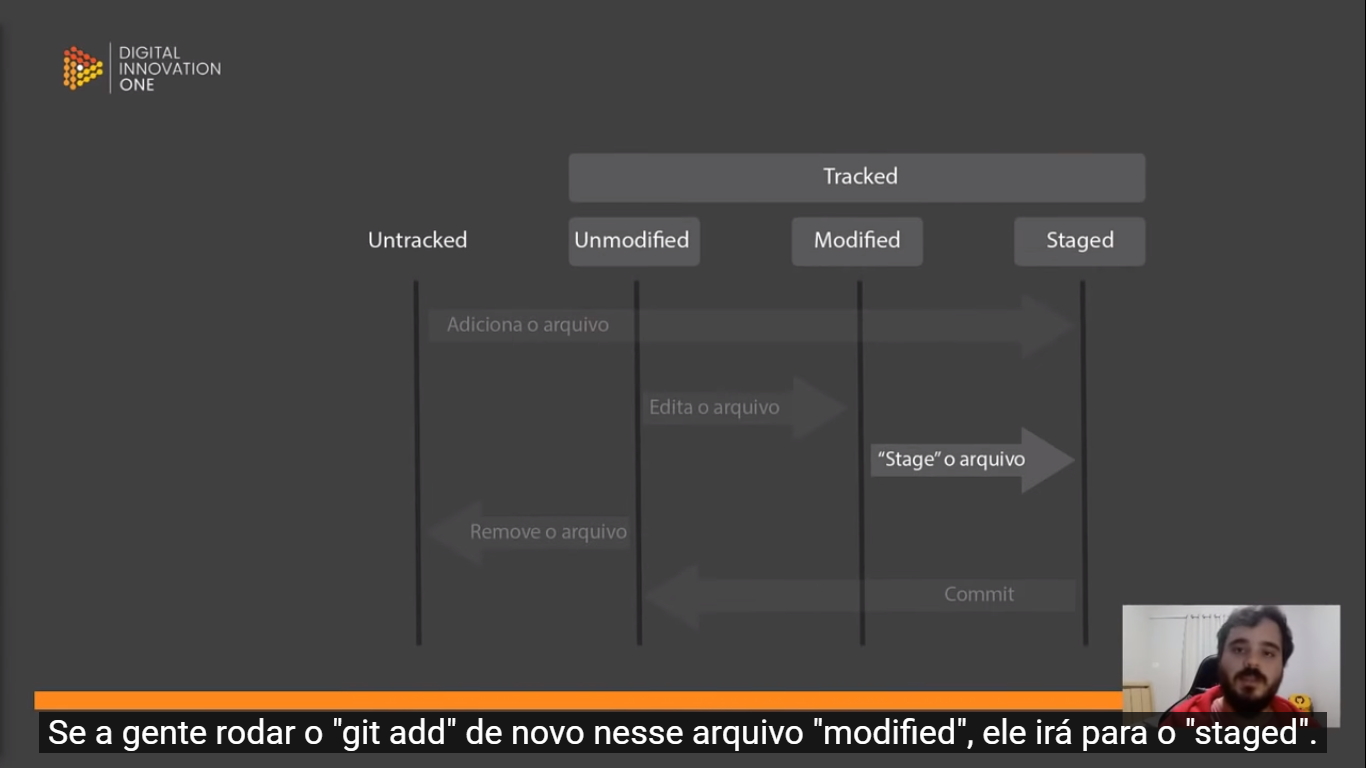 DIGITAL
INNOVATION
ONE
Tracked
Untracked
Unmodified
Modified
Staged
Adiciona o arquivo
Edita o arquivo
“Stage” o arquivo
Remove o arquivo
Commit
Se a gente rodar o "git add" de novo nesse arquivo "modified", ele irá para o "staged".